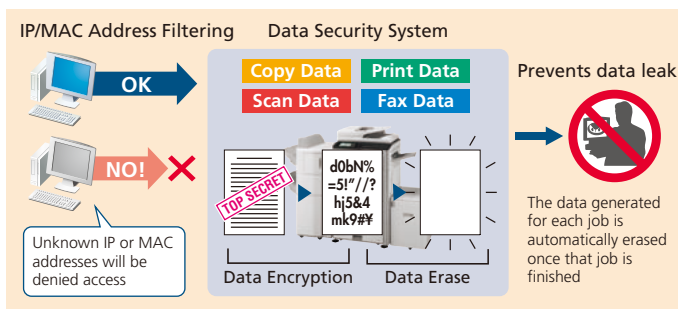 IP/MAC Address Filtering
Data Security System
OK
NO!
Unknown IP or MAC
addresses will be
denied access
Copy Data
Print Data
Scan Data
Fax Data
TOP SECRET
d0bN%
=5!"//?
hj5&4
mk9#¥
Data Encryption
Data Erase
Prevents data leak
The data generated
for each job is
automatically erased
once that job is
finished